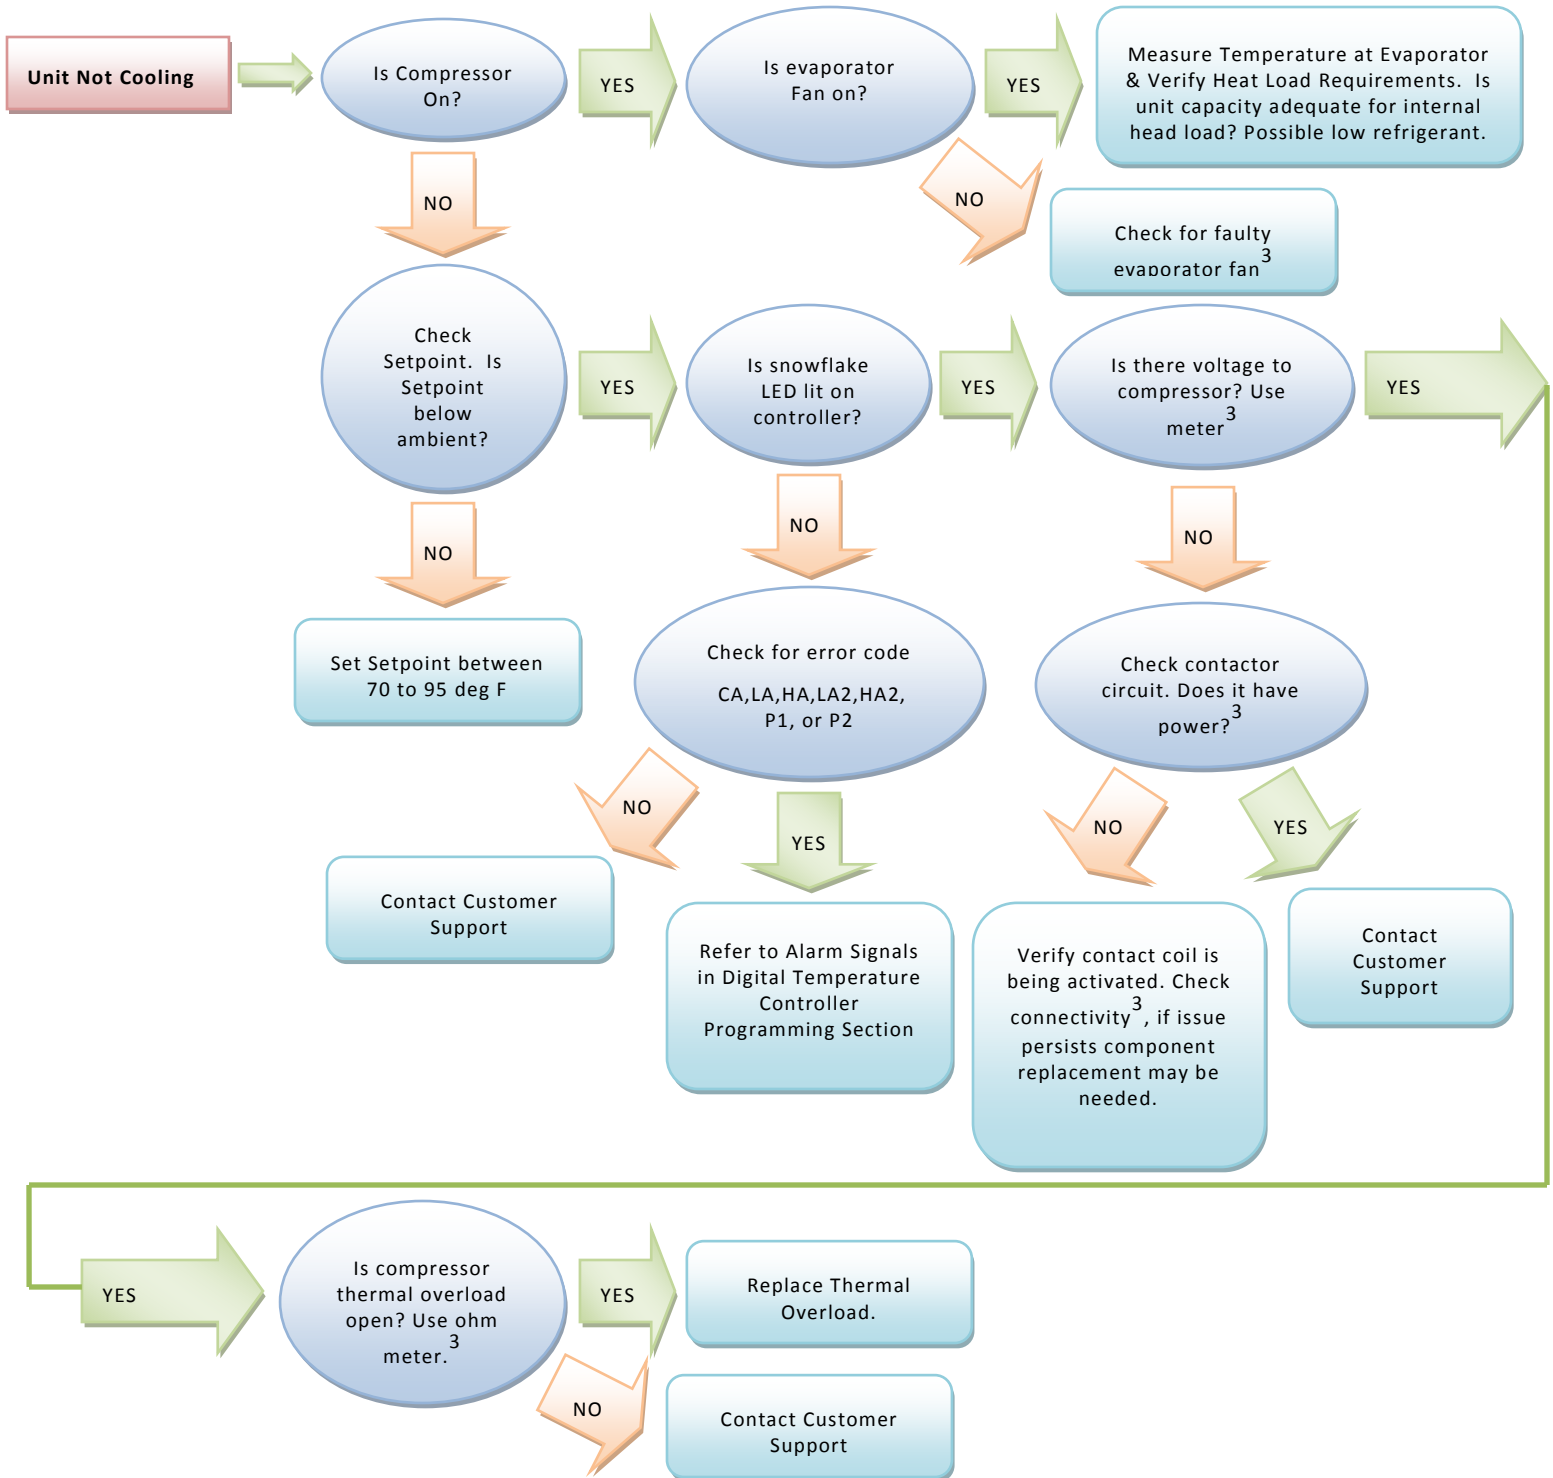 Unit Not Cooling
Is Compressor
On?
YES
Is evaporator
Fan on?
YES
Measure Temperature at Evaporator
& Verify Heat Load Requirements. Is
unit capacity adequate for internal
head load? Possible low refrigerant.
NO
NO
Check for faulty
evaporator fan3
Check
Setpoint. Is
Setpoint
below
ambient?
YES
Is snowflake
LED lit on
controller?
YES
Is there voltage to
compressor? Use
meter3
YES
NO
NO
NO
Set Setpoint between
70 to 95 deg F
Check for error code
CA,LA,HA,LA2,HA2,
P1, or P2
Check contactor
circuit. Does it have
power?3
NO
YES
NO
YES
Contact Customer
Support
Refer to Alarm Signals
in Digital Temperature
Controller
Programming Section
Verify contact coil is
being activated. Check
connectivity3, if issue
persists component
replacement may be
needed.
Contact
Customer
Support
YES
Is compressor
thermal overload
open? Use ohm
meter.3
YES
Replace Thermal
Overload.
NO
Contact Customer
Support